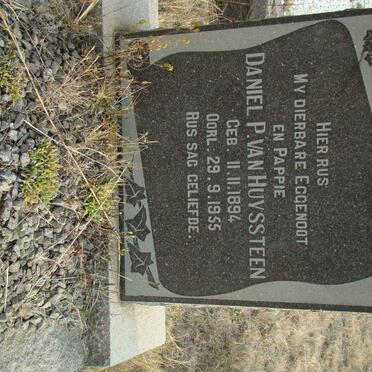 HIER RUS
MY DIERBARE EGGENOOT
EN PAPPIE
DANIEL P. VAN HUYSSTEEN
GEB. 11.11.1894
OORL. 29.9.1955
RUS SAG GELIEFDE.